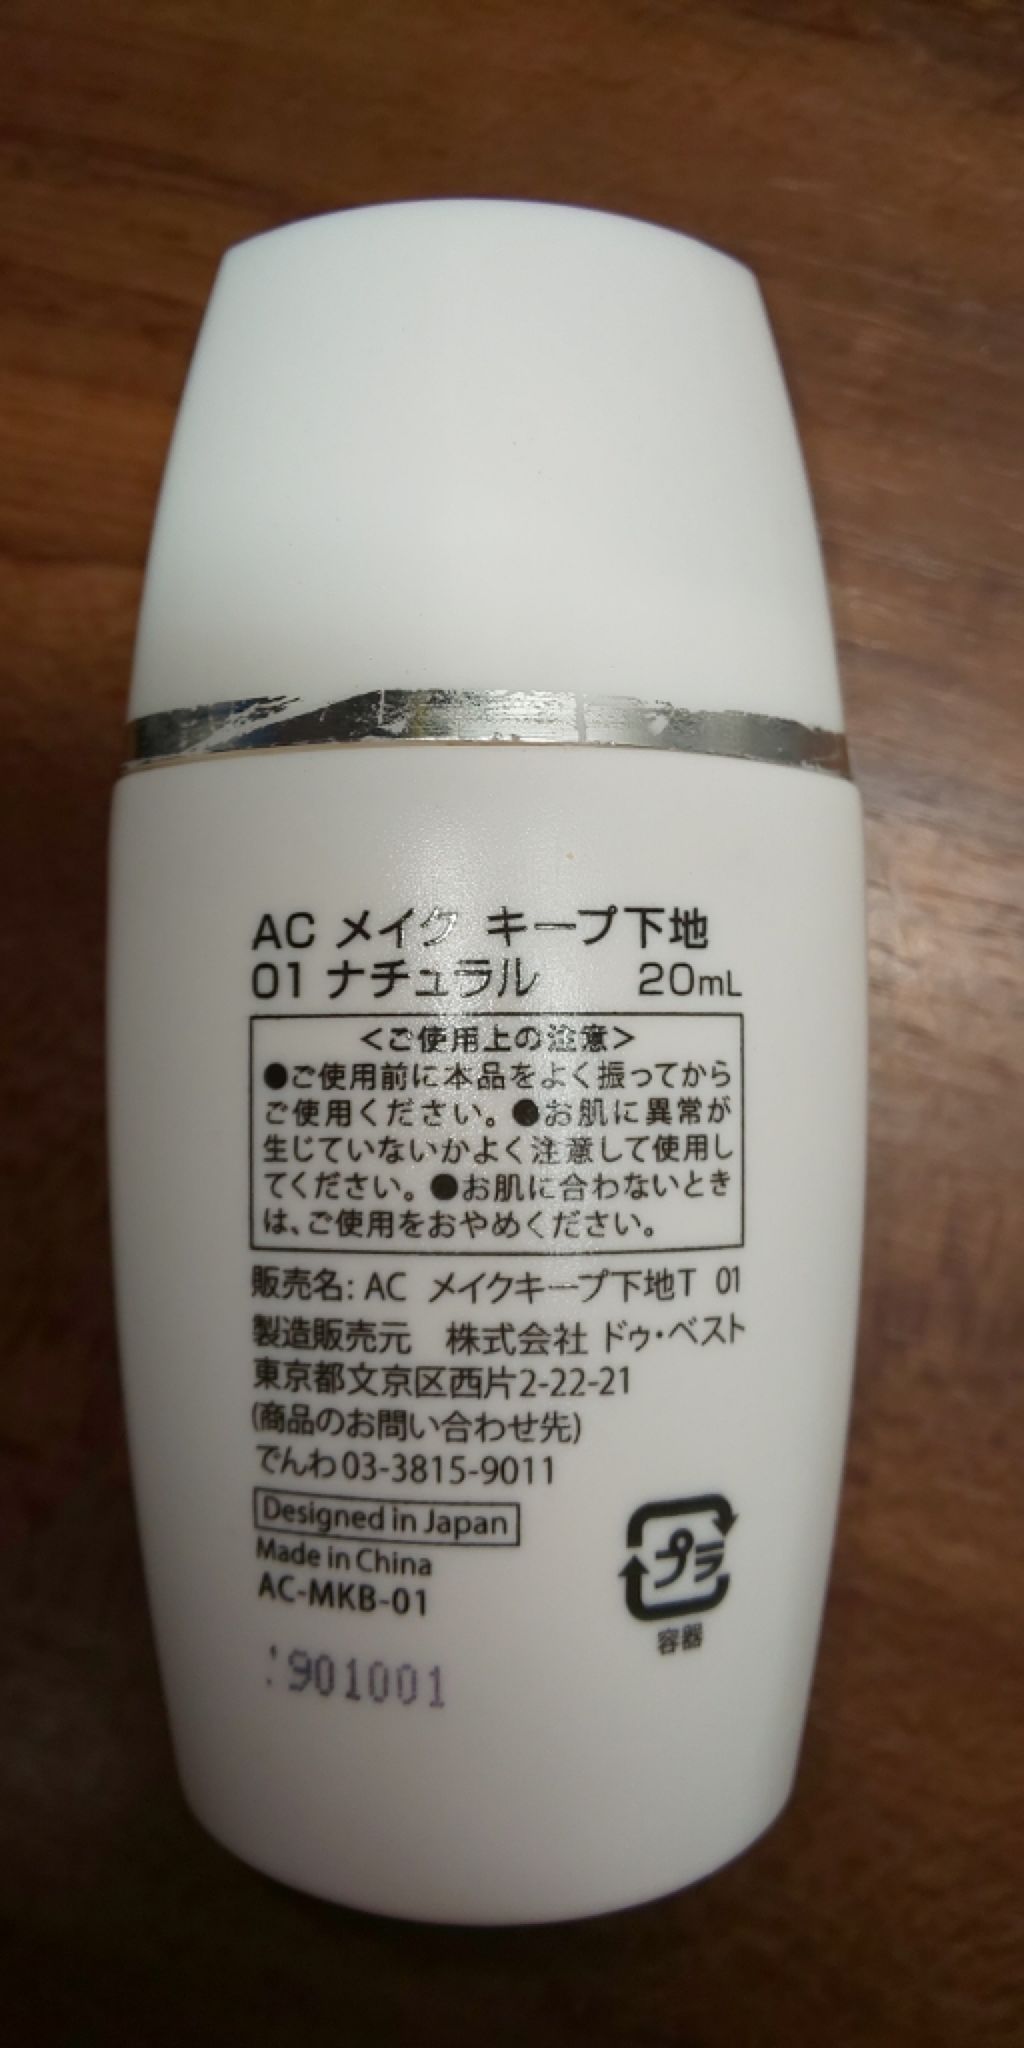 AC メイク キープ下地
01 ナチュラル 20mL
<ご使用上の注意>
●ご使用前に本品をよく振ってから
ご使用ください。●お肌に異常が
生じていないかよく注意して使用し
てください。●お肌に合わないとき
は、ご使用をおやめください。
販売名: AC メイクキープ下地T 01
製造販売元 株式会社 ドゥ・ベスト
東京都文京区西片2-22-21
(商品のお問い合わせ先)
でんわ03-3815-9011
Designed in Japan
Made in China
AC-MKB-01
プラ
容器
901001